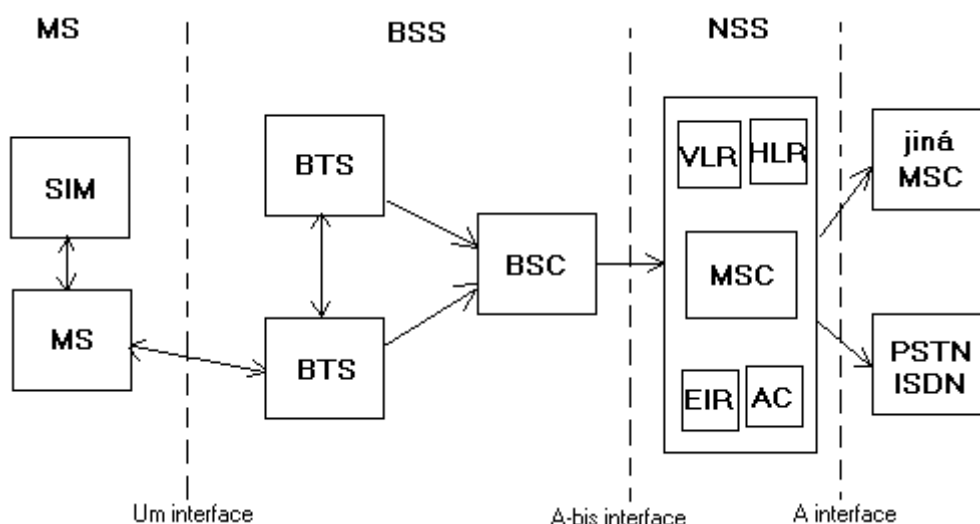 MS
BSS
NSS
SIM
MS
BTS
BTS
BSC
VLR
HLR
MSC
EIR
AC
jiná
MSC
PSTN
ISDN
Um interface
A-bis interface
A interface